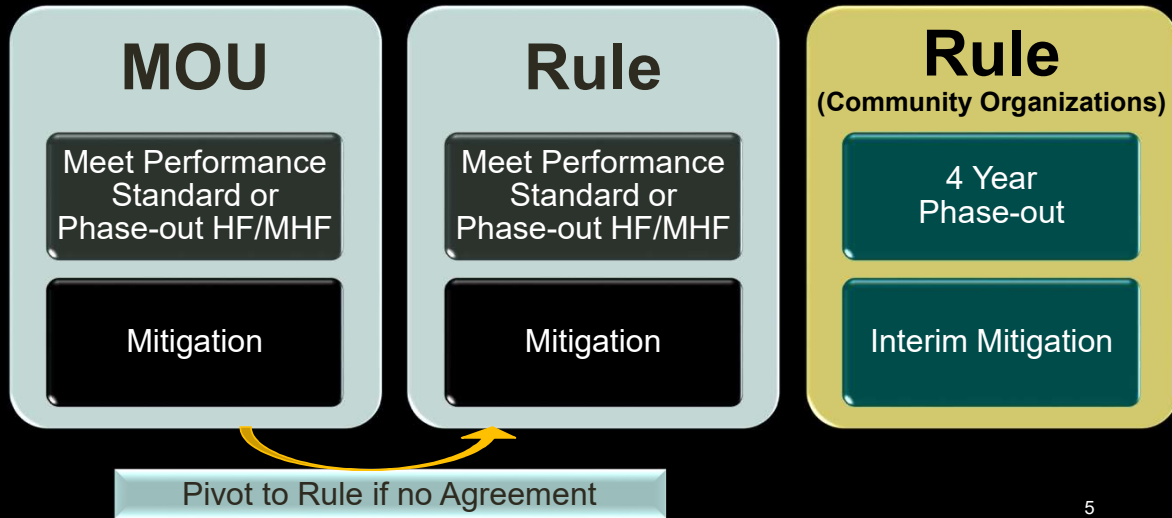 MOU
Meet Performance
Standard or
Phase-out HF/MHF
Mitigation
Rule
Meet Performance
Standard or
Phase-out HF/MHF
Mitigation
Rule
(Community Organizations)
4 Year
Phase-out
Interim Mitigation
Pivot to Rule if no Agreement
5